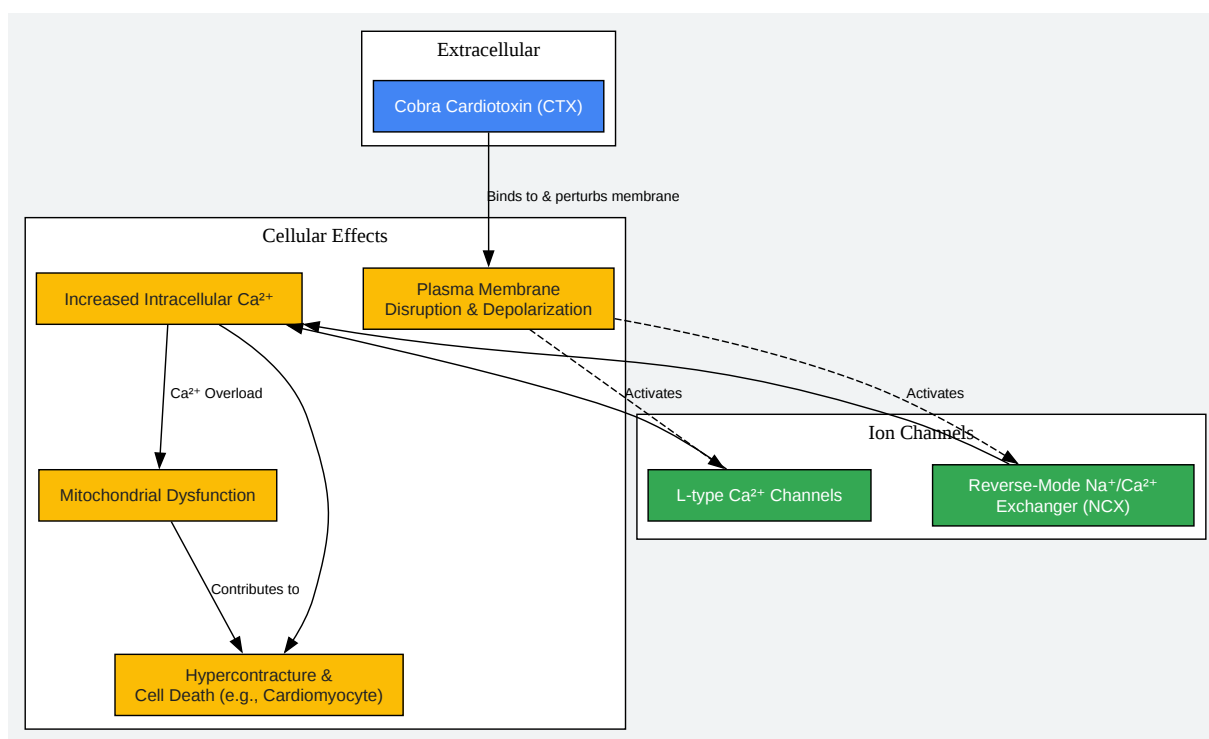 Extracellular
Cobra Cardiotoxin (CTX)
Binds to & perturbs membrane
Cellular Effects
Increased Intracellular Ca²⁺
Plasma Membrane
Disruption & Depolarization
Ca²⁺ Overload
Activates
Activates
Ion Channels
Mitochondrial Dysfunction
L-type Ca²⁺ Channels
Reverse-Mode Na⁺/Ca²⁺
Exchanger (NCX)
Contributes to
Hypercontracture &
Cell Death (e.g., Cardiomyocyte)